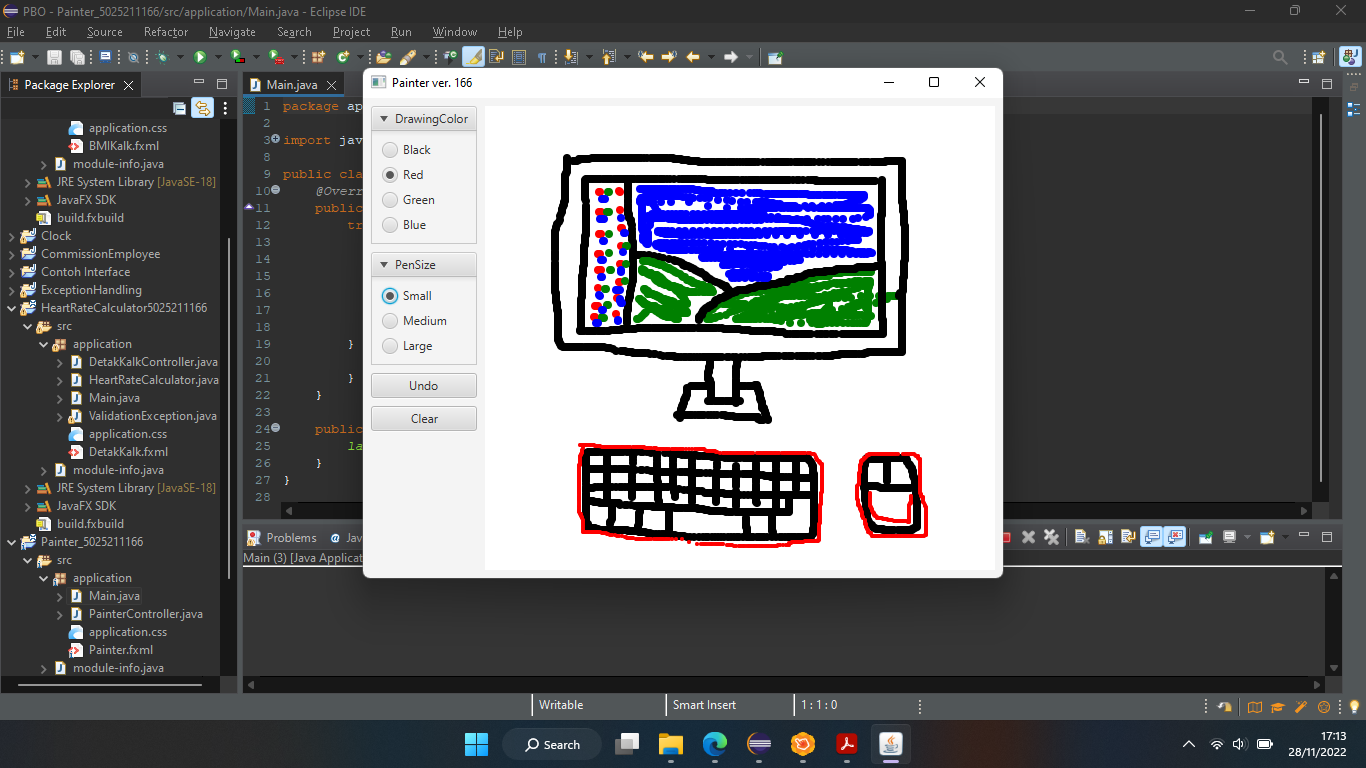 PBO - Painter_5025211166/src/application/Main.java - Eclipse IDE
File Edit Source Refactor Navigate Search Project Run Window Help
Package Explorer
application.css
BMIKalk.fxml
module-info.java
JRE System Library [JavaSE-18]
JavaFX SDK
build.fxbuild
Clock
CommissionEmployee
Contoh Interface
ExceptionHandling
HeartRateCalculator5025211166
src
application
DetakKalkController.java
HeartRateCalculator.java
Main.java
ValidationException.java
application.css
DetakKalk.fxml
module-info.java
JRE System Library [JavaSE-18]
JavaFX SDK
build.fxbuild
Painter_5025211166
src
application
Main.java
PainterController.java
application.css
Painter.fxml
module-info.java
Main.java
1 package ap
2
3 import jav
8
9 public cla
10 @Overr
11 public
12 tr
13
14
15
16
17
18
19 }
20
21 }
22 }
23
24 public
25 la
26 }
27 }
28
Painter ver. 166
DrawingColor
Black
Red
Green
Blue
PenSize
Small
Medium
Large
Undo
Clear
Problems @ Jav
Main (3) [Java Applicat
Writable Smart Insert 1 : 1 : 0
Search
17:13
28/11/2022